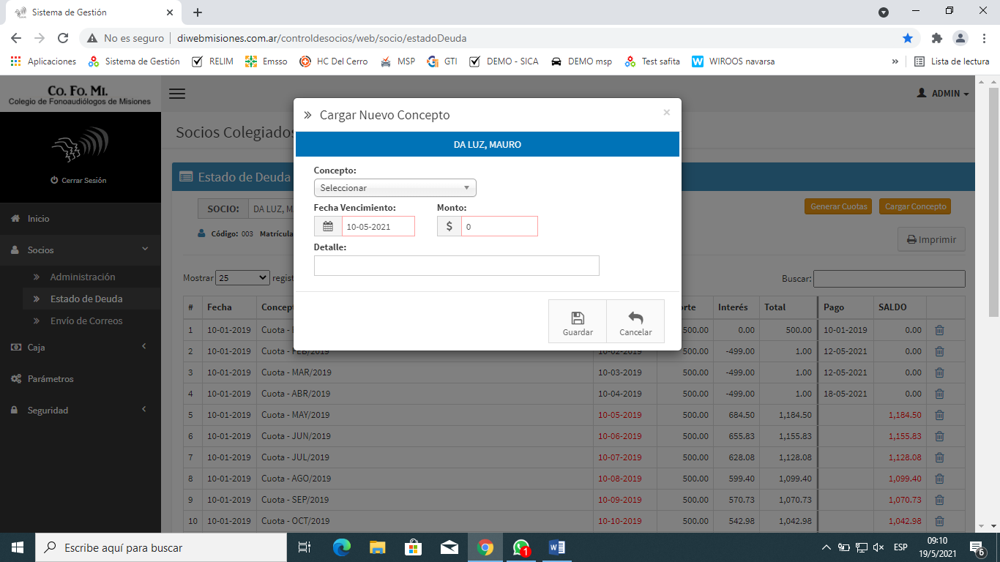 Sistema de Gestión
No es seguro | diwebmisiones.com.ar/controldesocios/web/socio/estadoDeuda
Aplicaciones Sistema de Gestión RELIM Emsso HC Del Cerro MSP GTI DEMO - SICA DEMO msp Test safita WIROOS navarsa » Lista de lectura
Co. Fo. Mi.
Colegio de Fonoaudiólogos de Misiones
ADMIN
Cerrar Sesión
Inicio
Socios
Administración
Estado de Deuda
Envío de Correos
Caja
Parámetros
Seguridad
Socios Colegiados
Estado de Deuda
SOCIO: DA LUZ, M
Generar Cuotas Cargar Concepto
Código: 003 Matrícula
Imprimir
Cargar Nuevo Concepto ×
DA LUZ, MAURO
Concepto:
Seleccionar
Fecha Vencimiento: Monto:
10-05-2021 $ 0
Detalle:
Guardar Cancelar
Mostrar 25 regist Buscar:
# Fecha Concept orte Interés Total Pago SALDO
1 10-01-2019 Cuota - 500.00 0.00 500.00 10-01-2019 0.00
2 10-01-2019 Cuota - FEB/2019 10-02-2019 500.00 -499.00 1.00 12-05-2021 0.00
3 10-01-2019 Cuota - MAR/2019 10-03-2019 500.00 -499.00 1.00 12-05-2021 0.00
4 10-01-2019 Cuota - ABR/2019 10-04-2019 500.00 -499.00 1.00 18-05-2021 0.00
5 10-01-2019 Cuota - MAY/2019 10-05-2019 500.00 684.50 1,184.50 1,184.50
6 10-01-2019 Cuota - JUN/2019 10-06-2019 500.00 655.83 1,155.83 1,155.83
7 10-01-2019 Cuota - JUL/2019 10-07-2019 500.00 628.08 1,128.08 1,128.08
8 10-01-2019 Cuota - AGO/2019 10-08-2019 500.00 599.40 1,099.40 1,099.40
9 10-01-2019 Cuota - SEP/2019 10-09-2019 500.00 570.73 1,070.73 1,070.73
10 10-01-2019 Cuota - OCT/2019 10-10-2019 500.00 542.98 1,042.98 1,042.98
Escribe aquí para buscar
1
ESP
09:10
19/5/2021
6